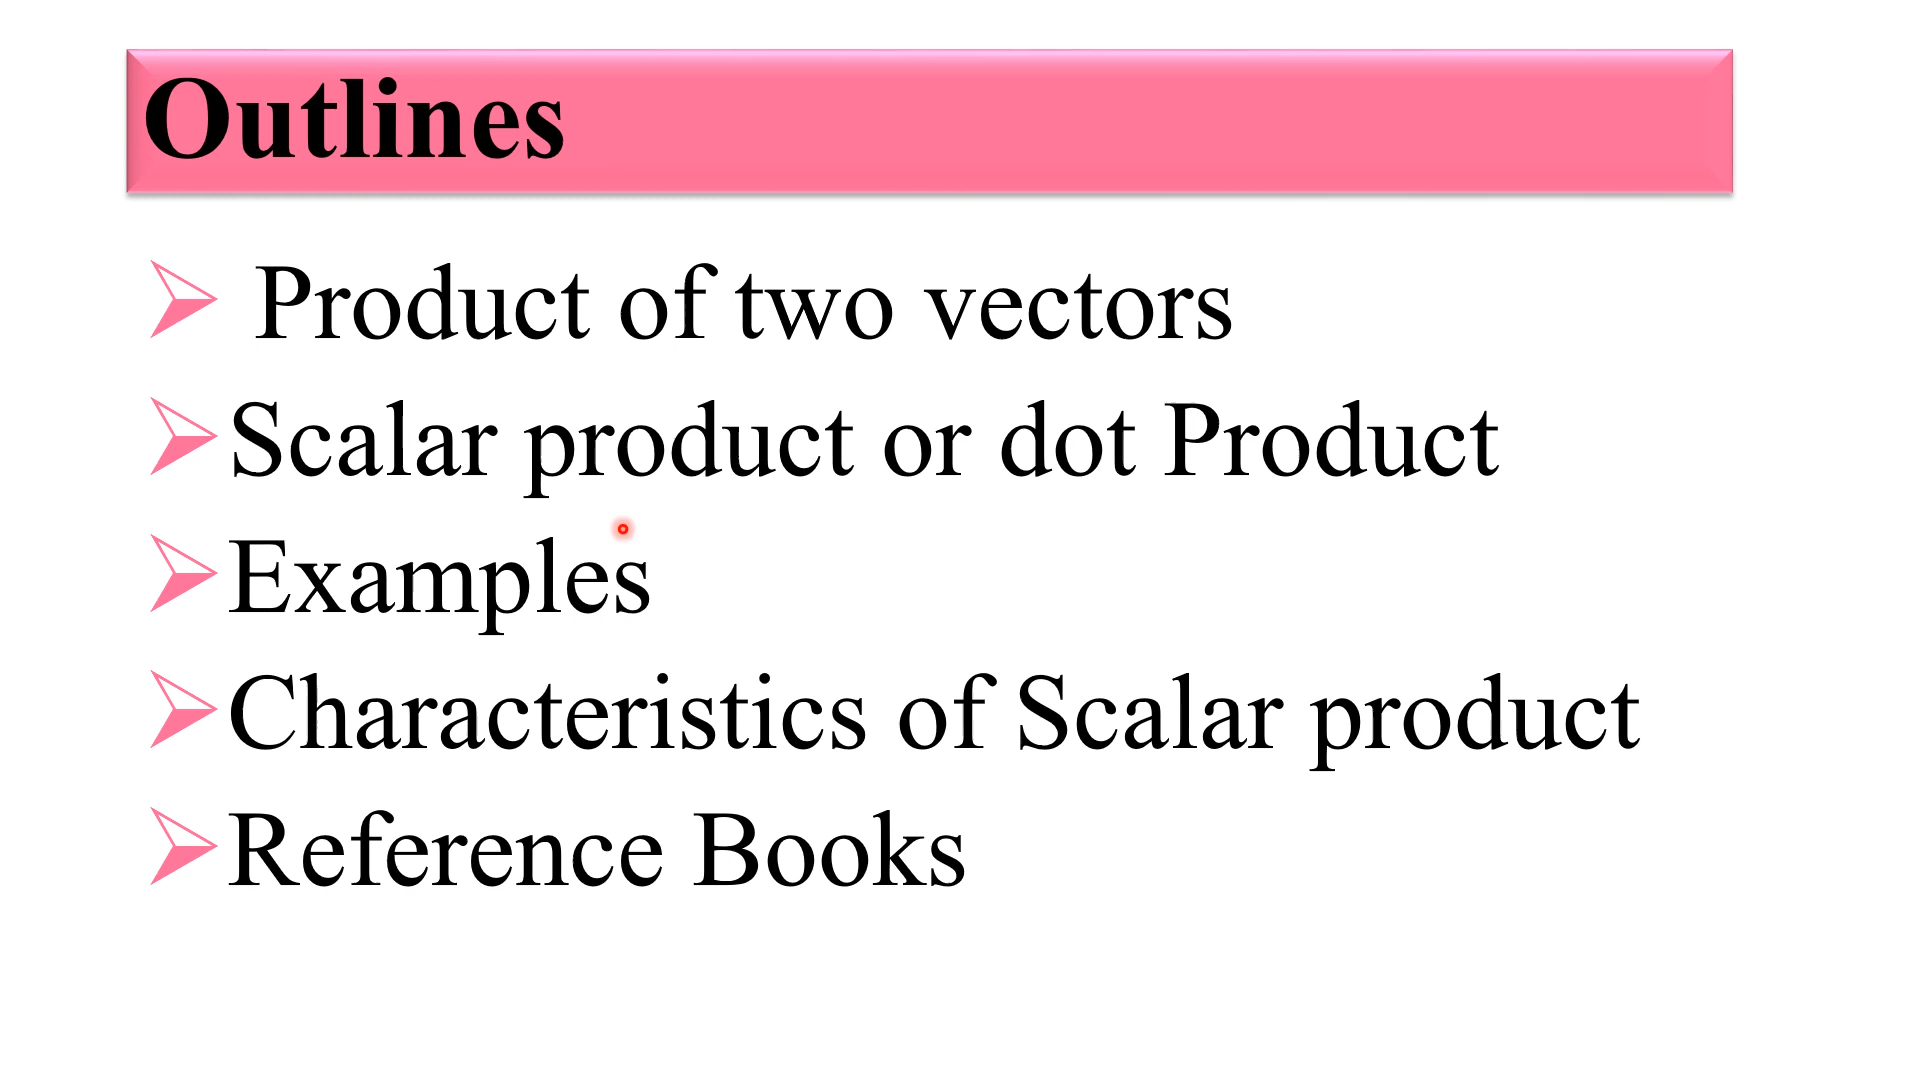 Outlines
Product of two vectors
Scalar product or dot Product
Examples
Characteristics of Scalar product
Reference Books